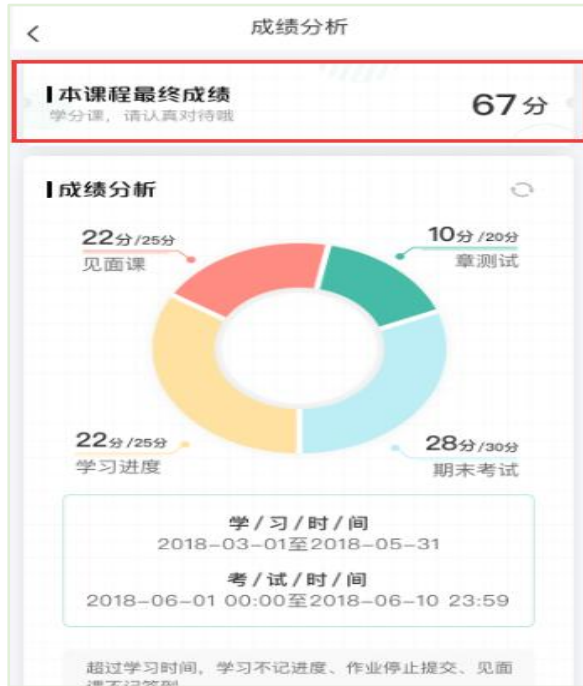 成绩分析
本课程最终成绩
67分
学分课，请认真对待哦
成绩分析
22分/25分
见面课
10分/20分
章测试
22分/25分
学习进度
28分/30分
期末考试
学/习/时/间
2018-03-01至2018-05-31
考/试/时/间
2018-06-01 00:00至2018-06-10 23:59
超过学习时间，学习不记进度、作业停止提交、见面
课不记签到